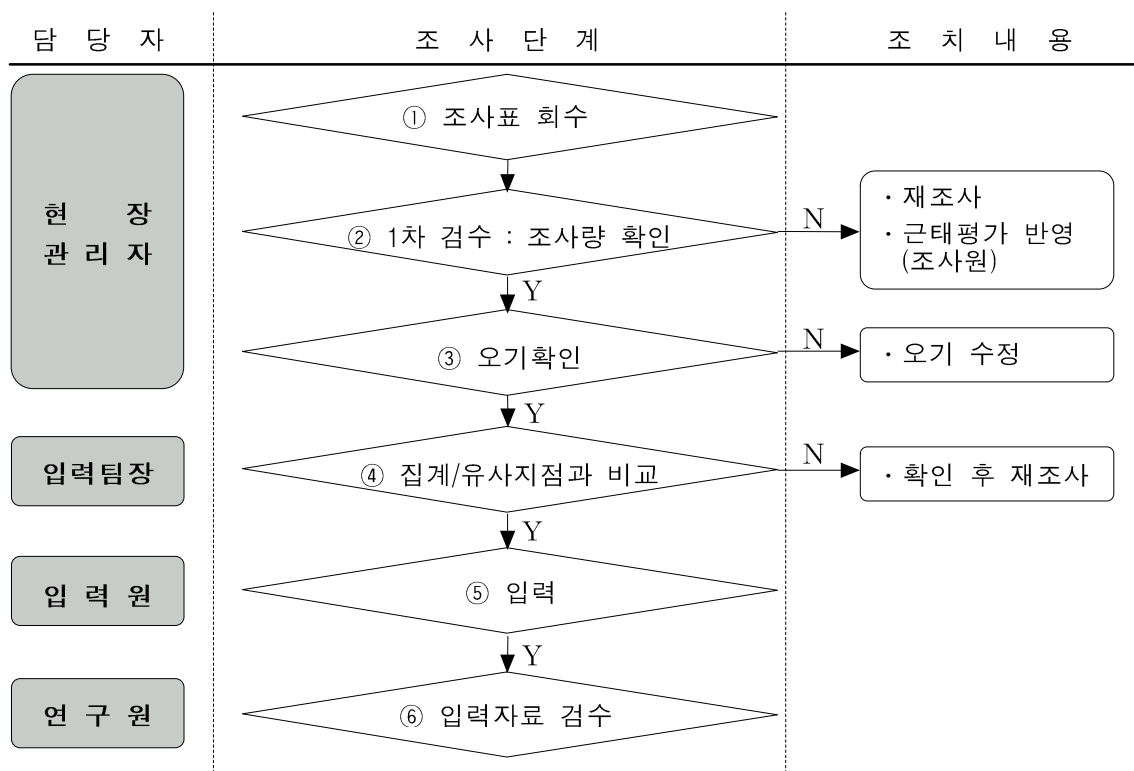 담 당 자
조 사 단 계
조 치 내 용
현 장
관 리 자
① 조사표 회수
② 1차 검수 : 조사량 확인
N
· 재조사
· 근태평가 반영
(조사원)
Y
③ 오기확인
N
· 오기 수정
Y
입력팀장
④ 집계/유사지점과 비교
N
· 확인 후 재조사
Y
입 력 원
⑤ 입력
Y
연 구 원
⑥ 입력자료 검수